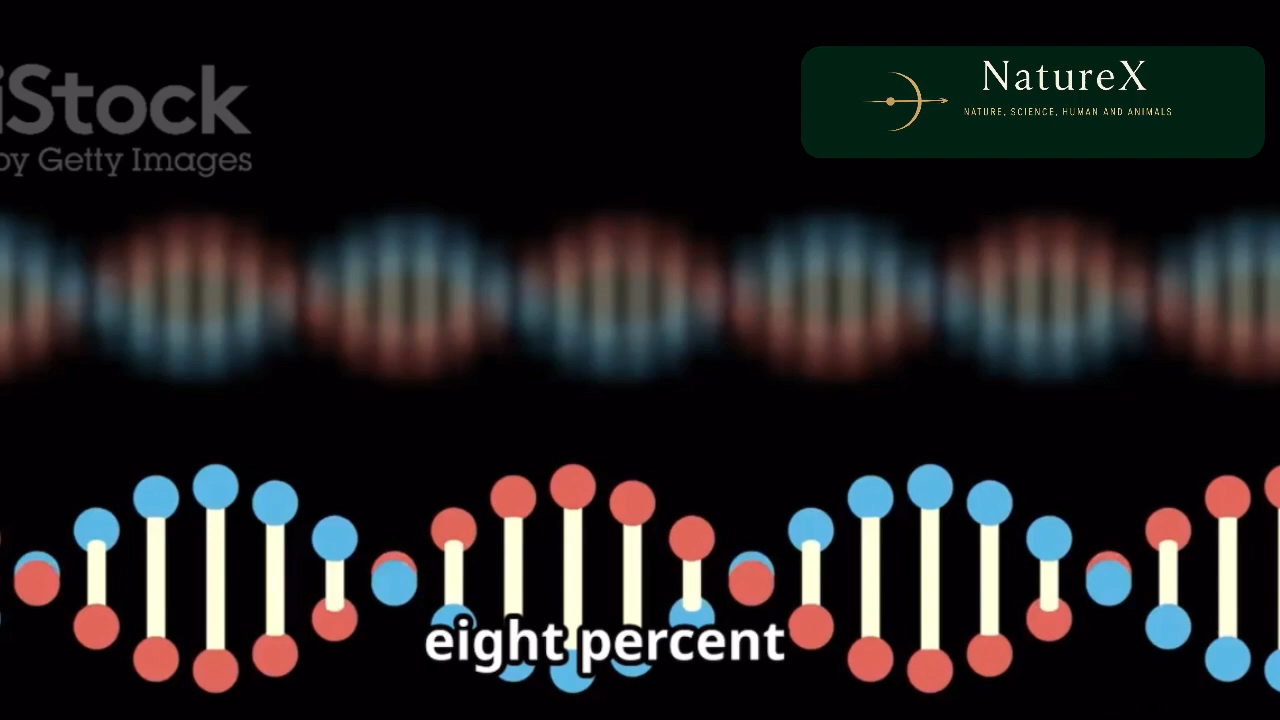 iStock
by Getty Images
NatureX
NATURE, SCIENCE, HUMAN AND ANIMALS
eight percent